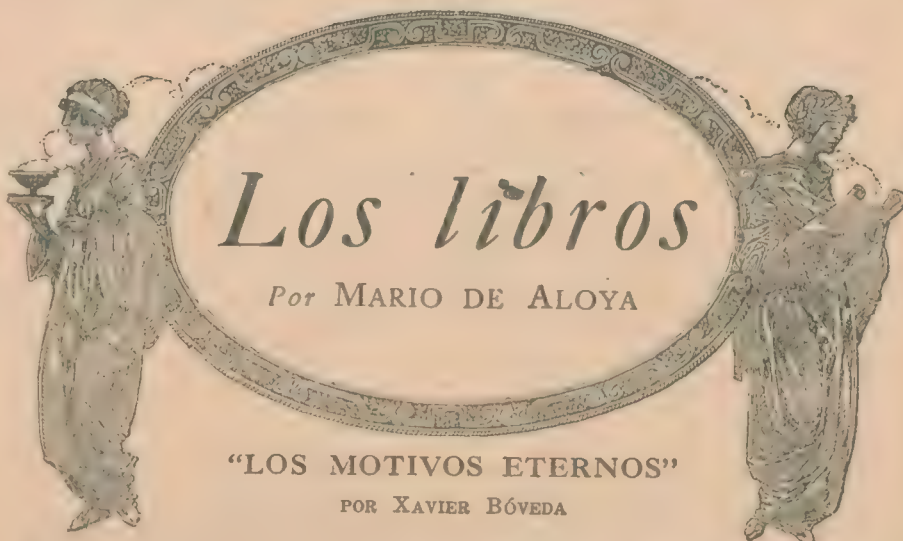 Los libros
Por MARIO DE ALOYA
“LOS MOTIVOS ETERNOS”
POR XAVIER BÓVEDA